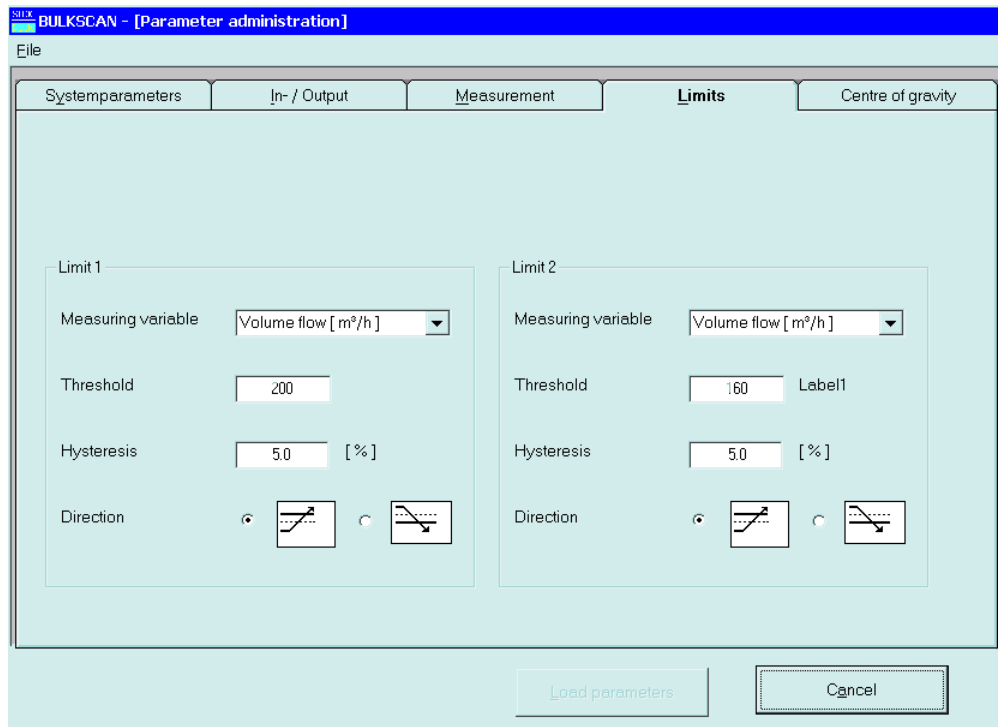 SICK BULKSCAN - [Parameter administration]
File
Systemparameters In- / Output Measurement Limits Centre of gravity
Limit 1 Limit 2
Measuring variable Volume flow [ m³/h ] Measuring variable Volume flow [ m³/h ]
Threshold 200 Threshold 160 Label1
Hysteresis 5.0 [ % ] Hysteresis 5.0 [ % ]
Direction Direction
Load parameters Cancel